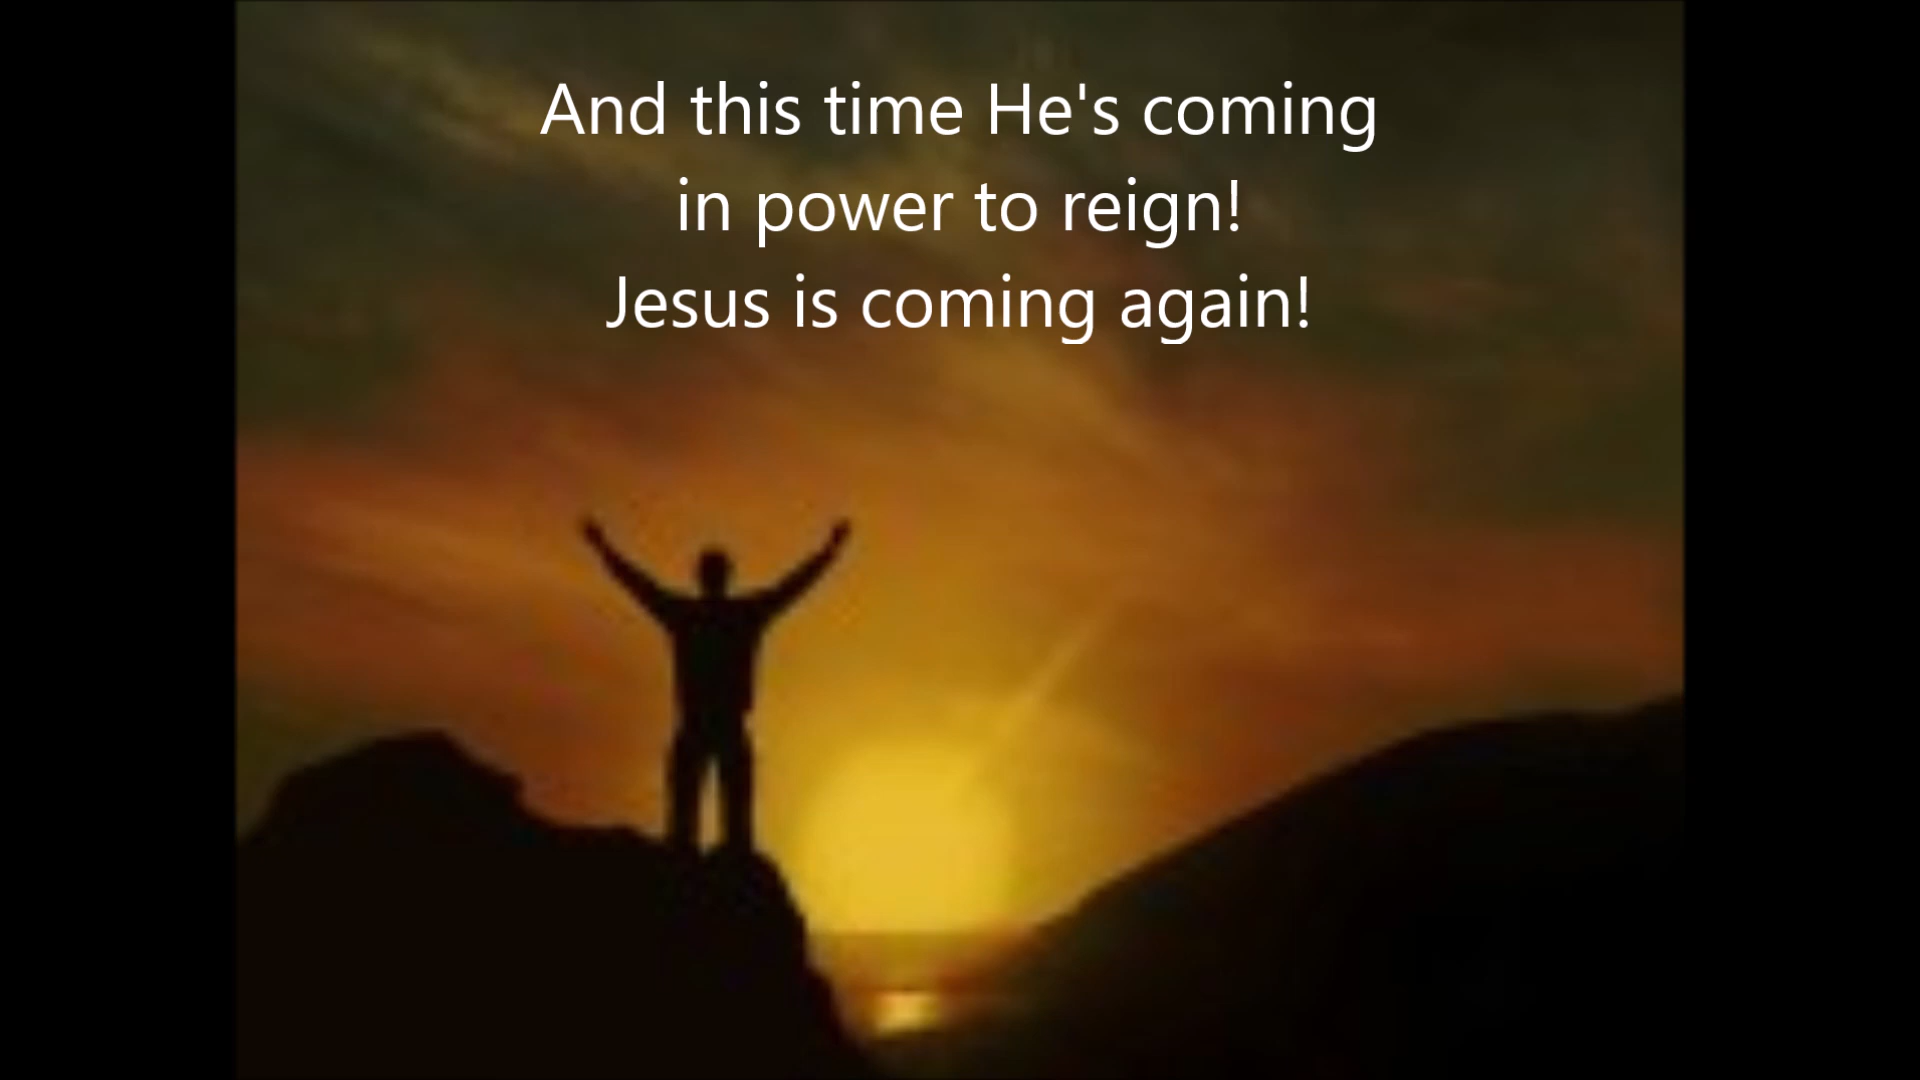 And this time He's coming
in power to reign!
Jesus is coming again!